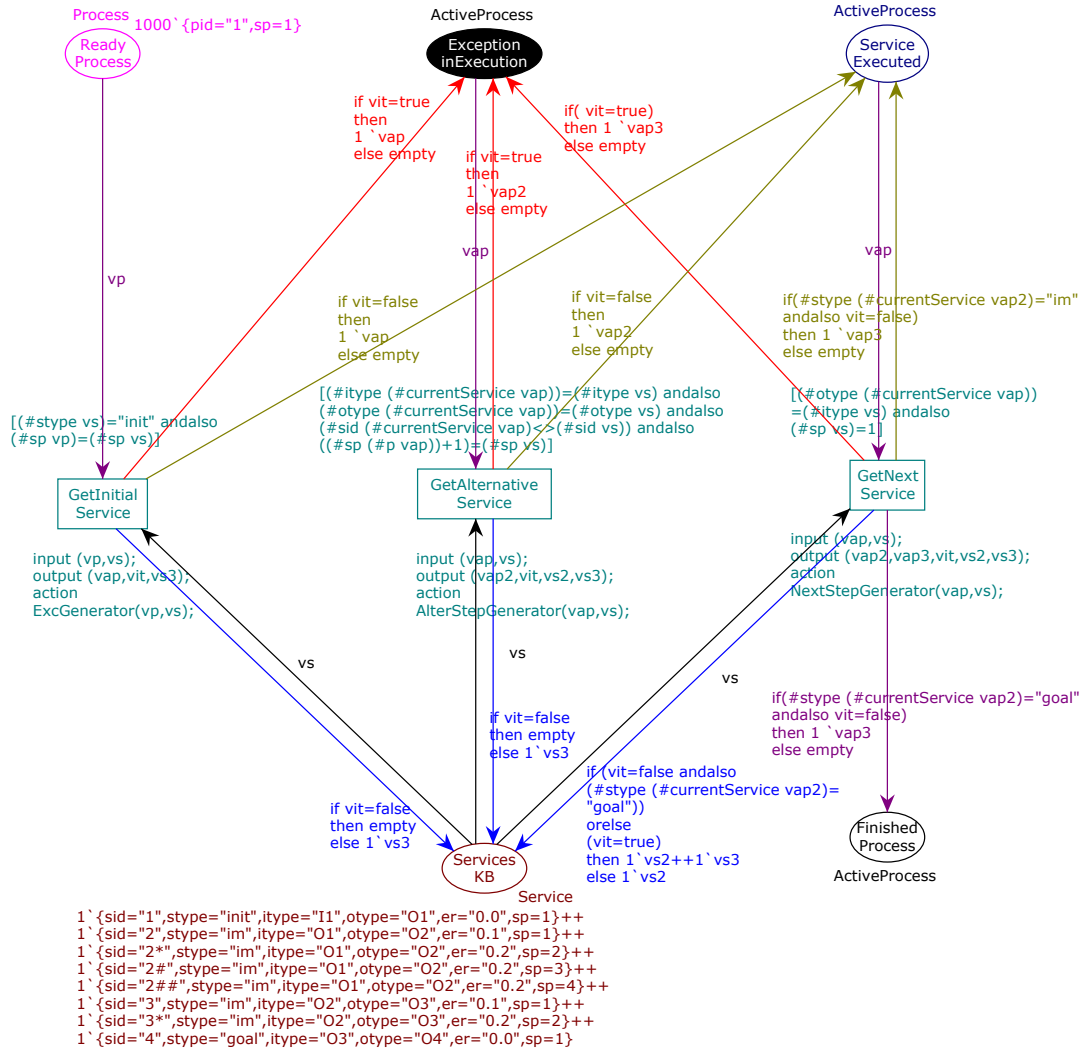 Process
1000`{pid="1",sp=1}
Ready
Process
ActiveProcess
Exception
inExecution
ActiveProcess
Service
Executed
if vit=true
then
1 `vap
else empty
if vit=true
then
1 `vap2
else empty
if( vit=true)
then 1 `vap3
else empty
vp
vap
vap
if vit=false
then
1 `vap
else empty
if vit=false
then
1 `vap2
else empty
if(#stype (#currentService vap2)="im"
andalso vit=false)
then 1 `vap3
else empty
[(#stype vs)="init" andalso
(#sp vp)=(#sp vs)]
[(#itype (#currentService vap))=(#itype vs) andalso
(#otype (#currentService vap))=(#otype vs) andalso
(#sid (#currentService vap)<>(#sid vs)) andalso
((#sp (#p vap))+1)=(#sp vs)]
[(#otype (#currentService vap))
=(#itype vs) andalso
(#sp vs)=1]
GetInitial
Service
GetAlternative
Service
GetNext
Service
input (vp,vs);
output (vap,vit,vs3);
action
ExcGenerator(vp,vs);
input (vap,vs);
output (vap2,vit,vs2,vs3);
action
AlterStepGenerator(vap,vs);
input (vap,vs);
output (vap2,vap3,vit,vs2,vs3);
action
NextStepGenerator(vap,vs);
vs
vs
vs
if vit=false
then empty
else 1`vs3
if vit=false
then empty
else 1`vs3
if (vit=false andalso
(#stype (#currentService vap2)=
"goal"))
orelse
(vit=true)
then 1`vs2++1`vs3
else 1`vs2
if(#stype (#currentService vap2)="goal"
andalso vit=false)
then 1 `vap3
else empty
Finished
Process
ActiveProcess
Services
KB
Service
1`{sid="1",stype="init",itype="I1",otype="O1",er="0.0",sp=1}++
1`{sid="2",stype="im",itype="O1",otype="O2",er="0.1",sp=1}++
1`{sid="2*",stype="im",itype="O1",otype="O2",er="0.2",sp=2}++
1`{sid="2#",stype="im",itype="O1",otype="O2",er="0.2",sp=3}++
1`{sid="2##",stype="im",itype="O1",otype="O2",er="0.2",sp=4}++
1`{sid="3",stype="im",itype="O2",otype="O3",er="0.1",sp=1}++
1`{sid="3*",stype="im",itype="O2",otype="O3",er="0.2",sp=2}++
1`{sid="4",stype="goal",itype="O3",otype="O4",er="0.0",sp=1}